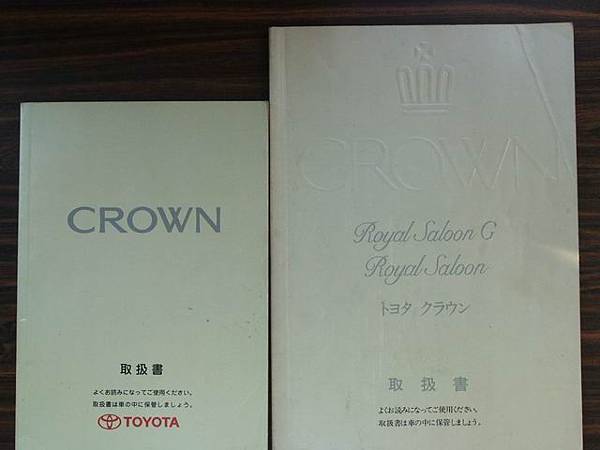 CROWN
取扱書
よくお読みになってご使用ください。
取扱書は車の中に保管しましょう。
TOYOTA
CROWN
Royal Saloon G
Royal Saloon
トヨタ クラウン
取扱書
よくお読みになってご使用ください。
取扱書は車の中に保管しましょう。